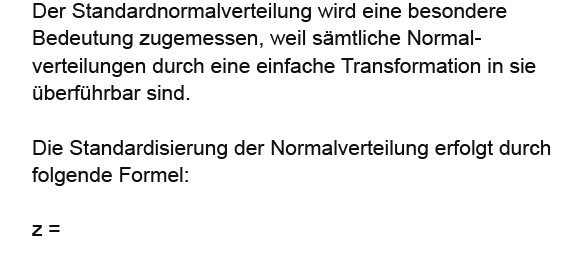 Der Standardnormalverteilung wird eine besondere
Bedeutung zugemessen, weil sämtliche Normal-
verteilungen durch eine einfache Transformation in sie
überführbar sind.
Die Standardisierung der Normalverteilung erfolgt durch
folgende Formel:
z =